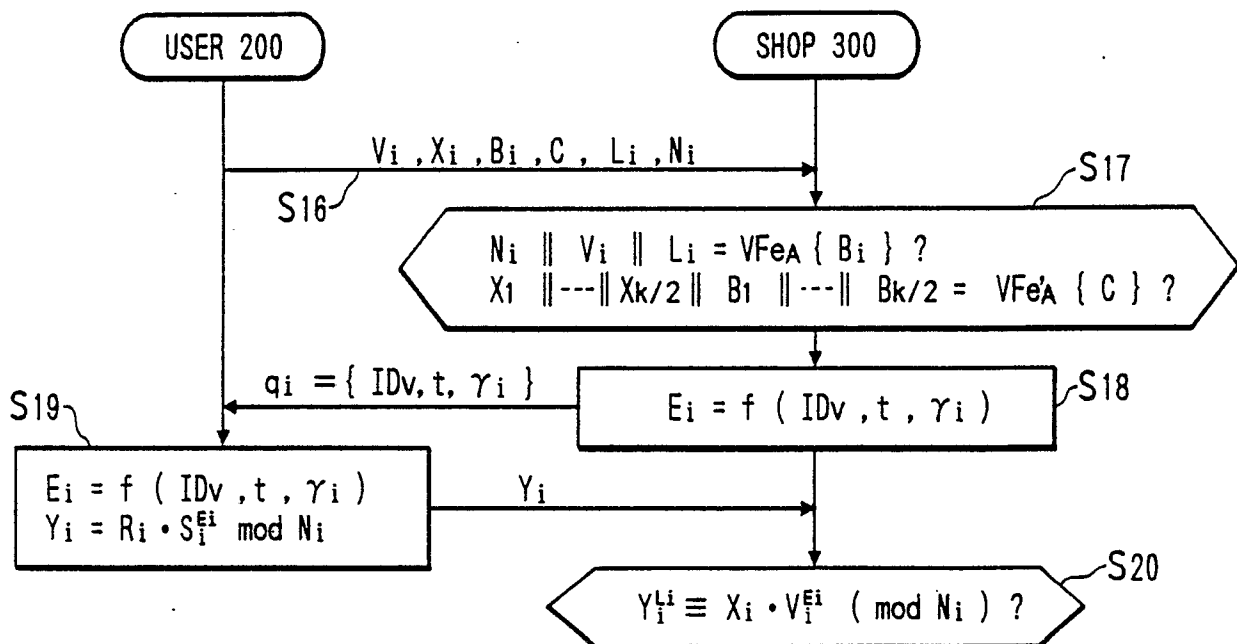 USER 200
SHOP 300
Vi , Xi , Bi , C , Li , Ni
S16
S17
Ni ‖ Vi ‖ Li = VFeA { Bi } ?
X1 ‖---‖ Xk/2 ‖ B1 ‖---‖ Bk/2 = VFe'A { C } ?
qi = { IDv, t, γi }
S18
Ei = f ( IDv , t , γi )
S19
Ei = f ( IDv , t , γi )
Yi = Ri • Si^Ei mod Ni
Yi
S20
Yi^Li ≡ Xi • Vi^Ei ( mod Ni ) ?